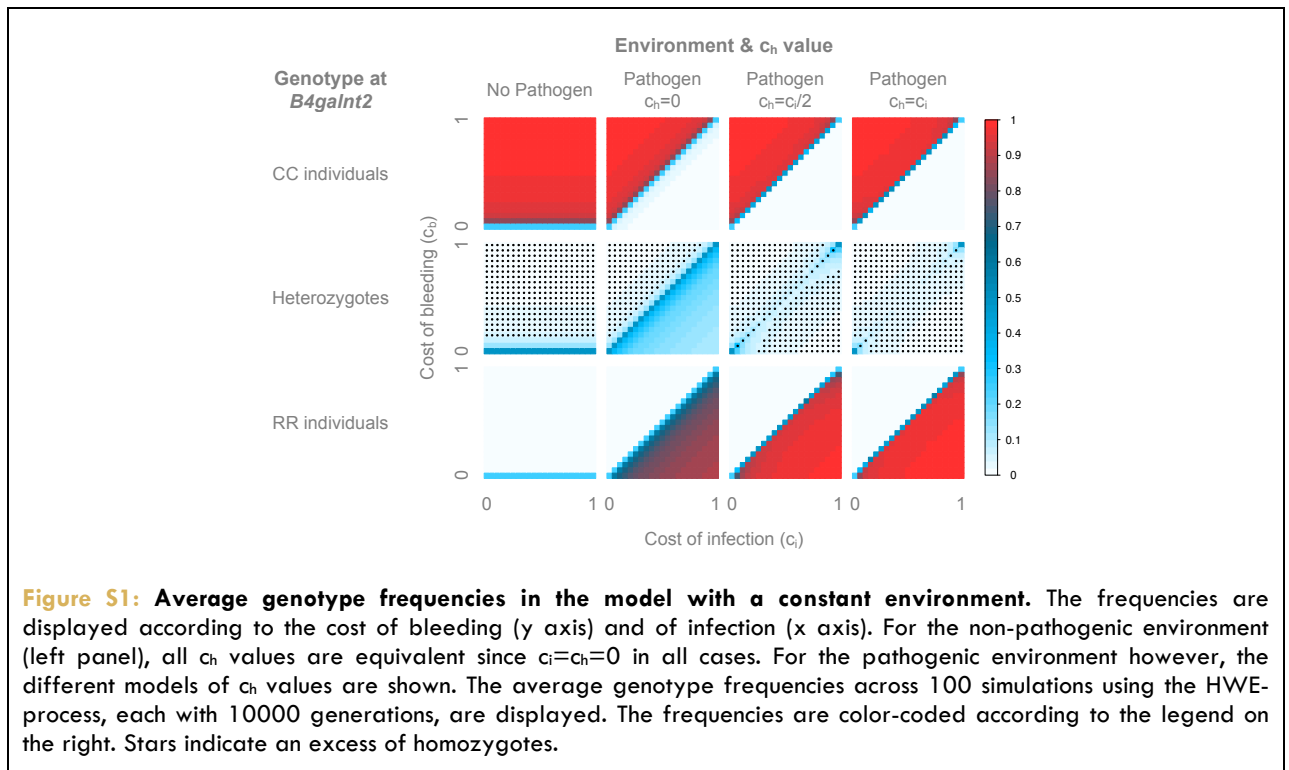 Environment & ch value
Genotype at
B4galnt2
No Pathogen
Pathogen
ch=0
Pathogen
ch=ci/2
Pathogen
ch=ci
CC individuals
Heterozygotes
RR individuals
Cost of bleeding (cb)
1
0
1
0
1
0
0
1
0
1
0
1
0
1
Cost of infection (ci)
1
0.9
0.8
0.7
0.6
0.5
0.4
0.3
0.2
0.1
0
Figure S1: Average genotype frequencies in the model with a constant environment. The frequencies are
displayed according to the cost of bleeding (y axis) and of infection (x axis). For the non-pathogenic environment
(left panel), all ch values are equivalent since ci=ch=0 in all cases. For the pathogenic environment however, the
different models of ch values are shown. The average genotype frequencies across 100 simulations using the HWE-
process, each with 10000 generations, are displayed. The frequencies are color-coded according to the legend on
the right. Stars indicate an excess of homozygotes.